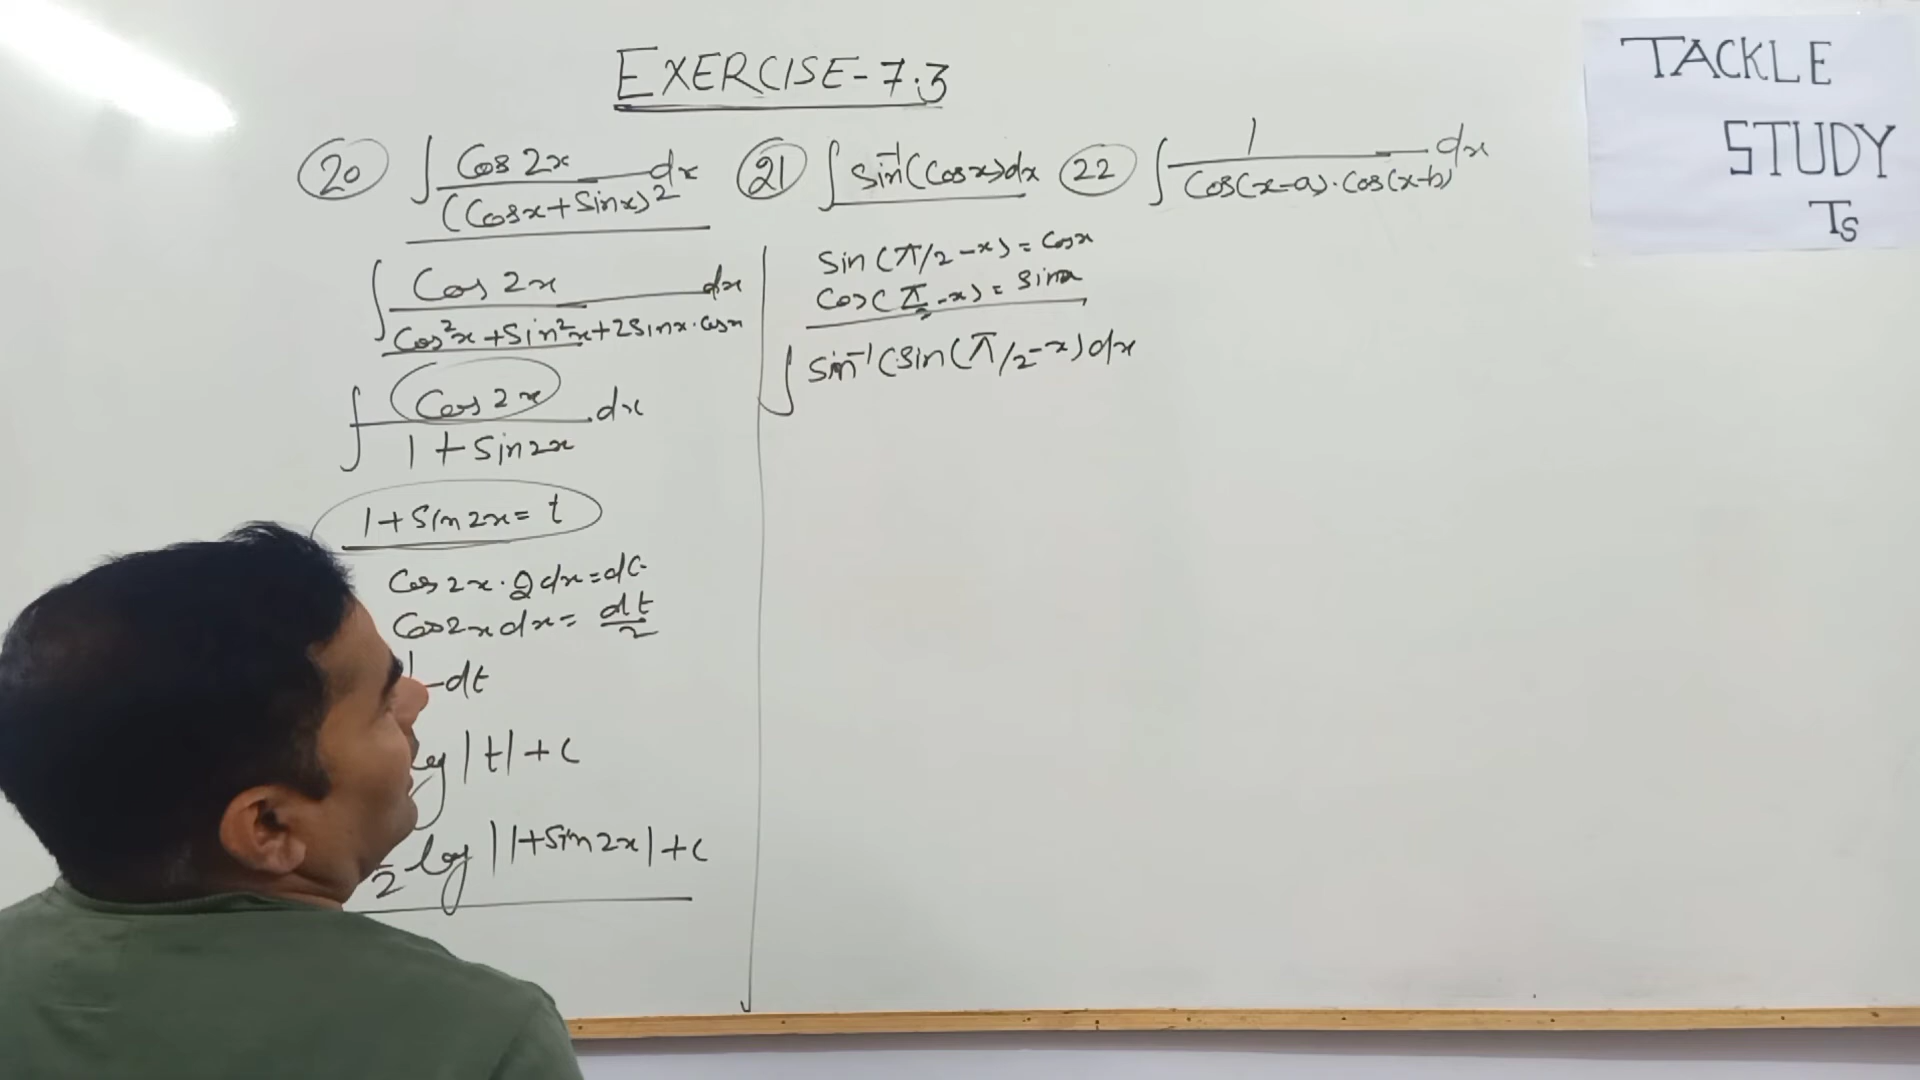 EXERCISE-7.3
TACKLE
STUDY
Ts
20 ∫ Cos 2x / (Cosx+Sinx)² dx
∫ Cos 2x / Cos²x+Sin²x+2Sinx.Cosx dx
∫ Cos 2x / 1+Sin2x dx
1+Sin2x= t
Cos 2x.2dx=dt
Cos2x dx= dt/2
dt
log |t|+C
2 log |1+Sin2x|+C
21 ∫ Sin⁻¹(Cosx)dx
Sin(π/2-x)= Cosx
Cos(π/2-x)= Sinx
∫ Sin⁻¹(Sin(π/2-x)dx
22 ∫ 1 / Cos(x-a).Cos(x-b) dx